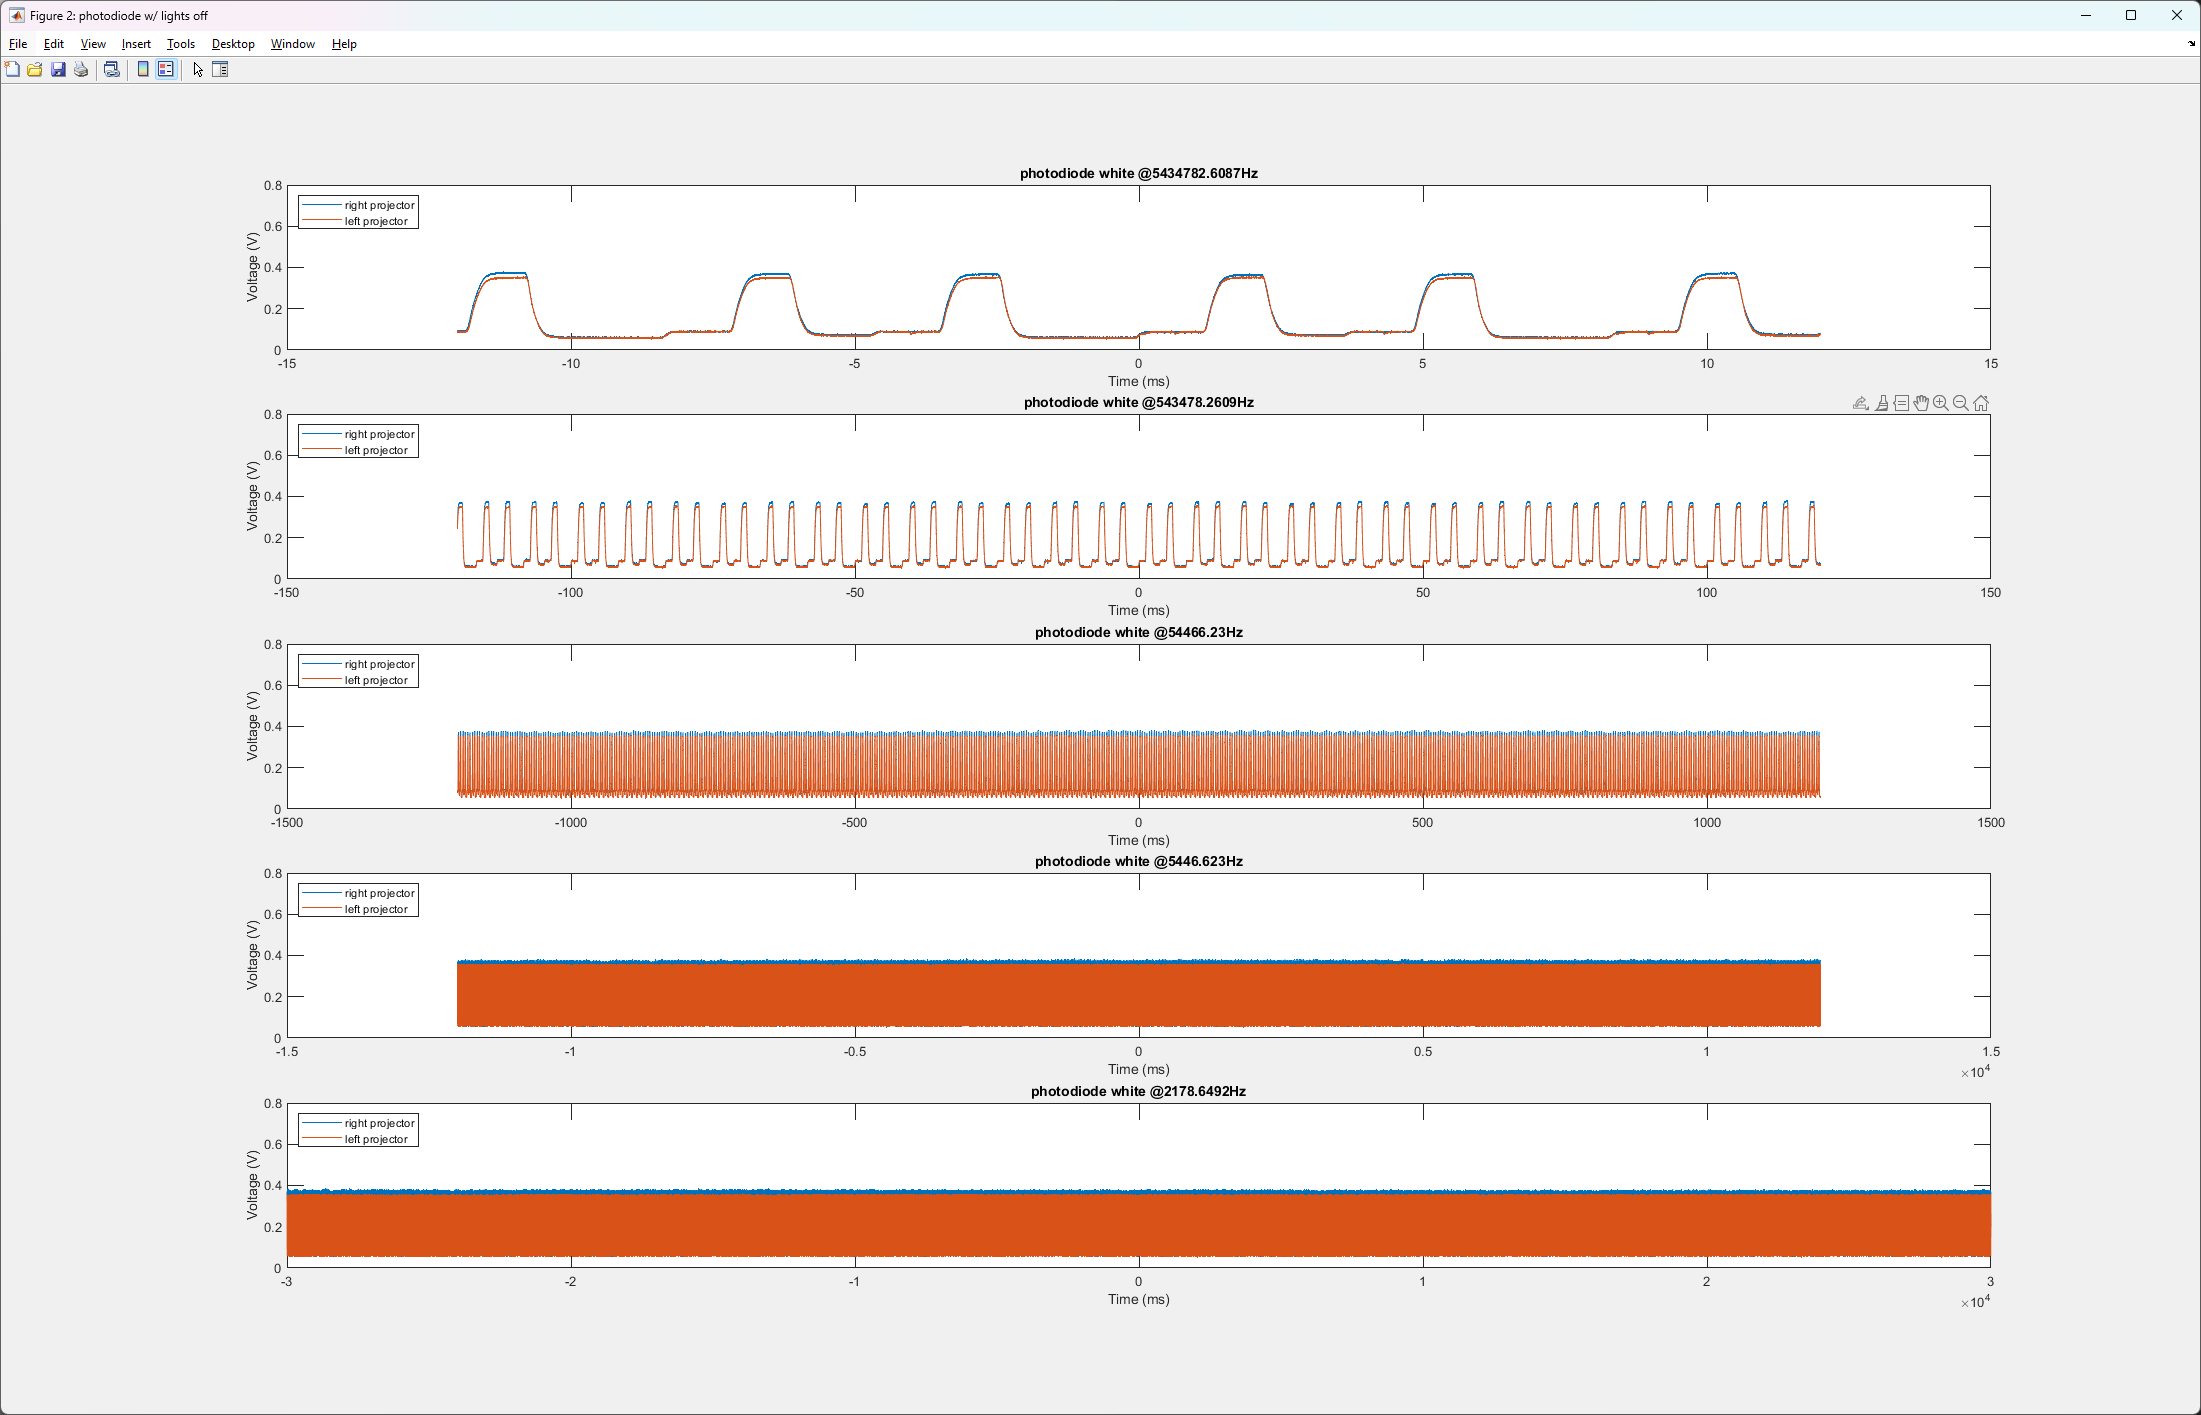 Figure 2: photodiode w/ lights off
File Edit View Insert Tools Desktop Window Help
photodiode white @5434782.6087Hz
right projector
left projector
Voltage (V)
0.8
0.6
0.4
0.2
0
-15 -10 -5 0 5 10 15
Time (ms)
photodiode white @543478.2609Hz
right projector
left projector
Voltage (V)
0.8
0.6
0.4
0.2
0
-150 -100 -50 0 50 100 150
Time (ms)
photodiode white @54466.23Hz
right projector
left projector
Voltage (V)
0.8
0.6
0.4
0.2
0
-1500 -1000 -500 0 500 1000 1500
Time (ms)
photodiode white @5446.623Hz
right projector
left projector
Voltage (V)
0.8
0.6
0.4
0.2
0
-1.5 -1 -0.5 0 0.5 1 1.5
Time (ms)
×10⁴
photodiode white @2178.6492Hz
right projector
left projector
Voltage (V)
0.8
0.6
0.4
0.2
0
-3 -2 -1 0 1 2 3
Time (ms)
×10⁴